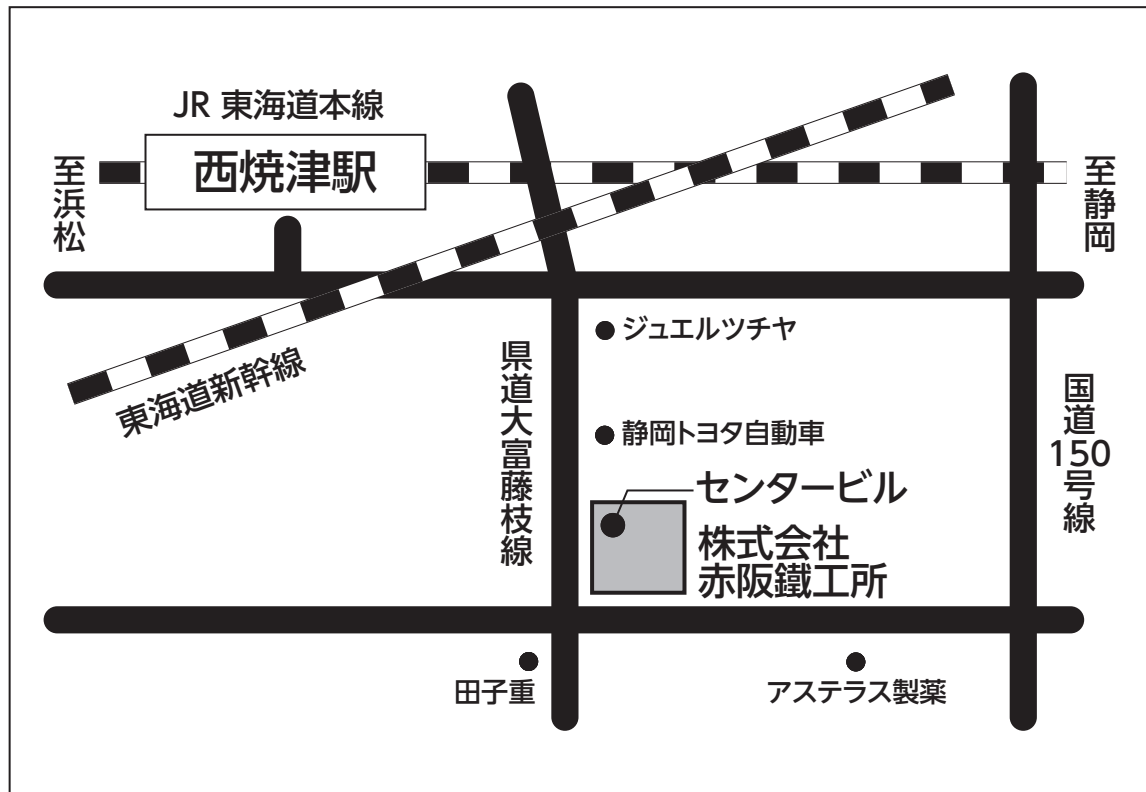 JR 東海道本線
西焼津駅
至浜松
至静岡
東海道新幹線
県道大富藤枝線
国道150号線
ジュエルツチヤ
静岡トヨタ自動車
センタービル
株式会社
赤阪鐵工所
田子重
アステラス製薬